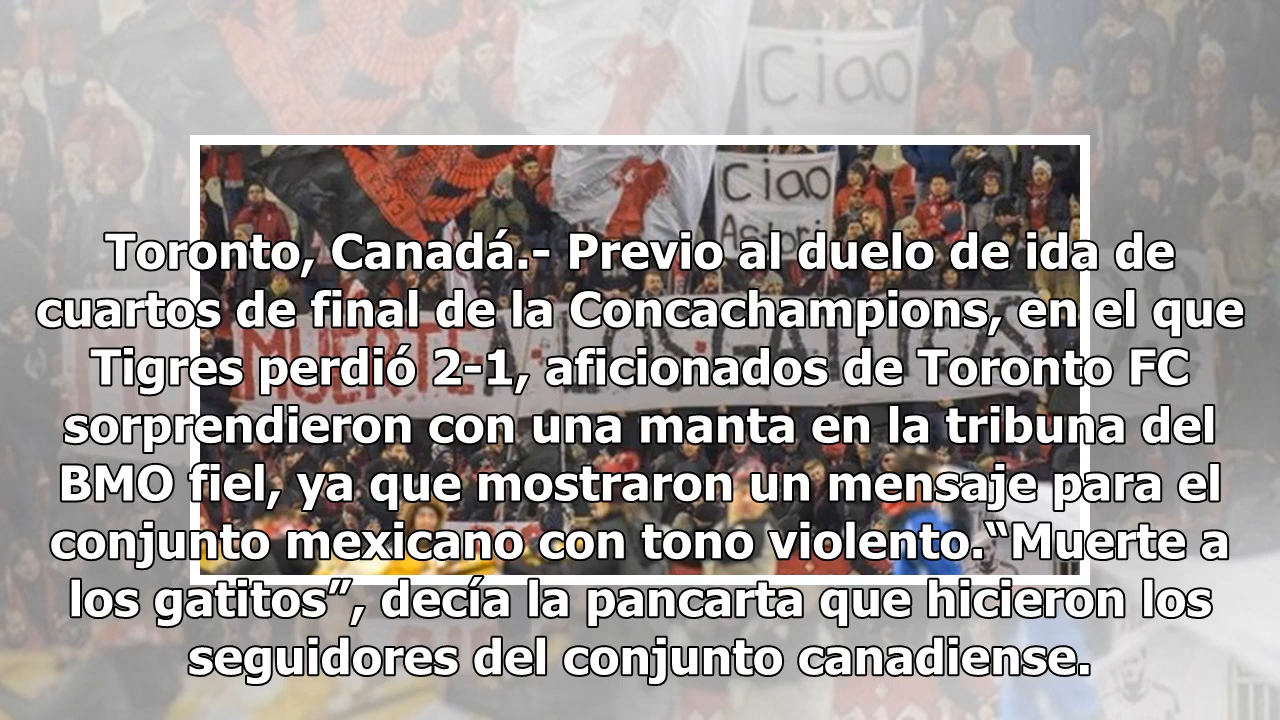 Ciao
Toronto, Canadá.- Previo al duelo de ida de
cuartos de final de la Concachampions, en el que
Tigres perdió 2-1, aficionados de Toronto FC
sorprendieron con una manta en la tribuna del
BMO fiel, ya que mostraron un mensaje para el
conjunto mexicano con tono violento.“Muerte a
los gatitos”, decía la pancarta que hicieron los
seguidores del conjunto canadiense.